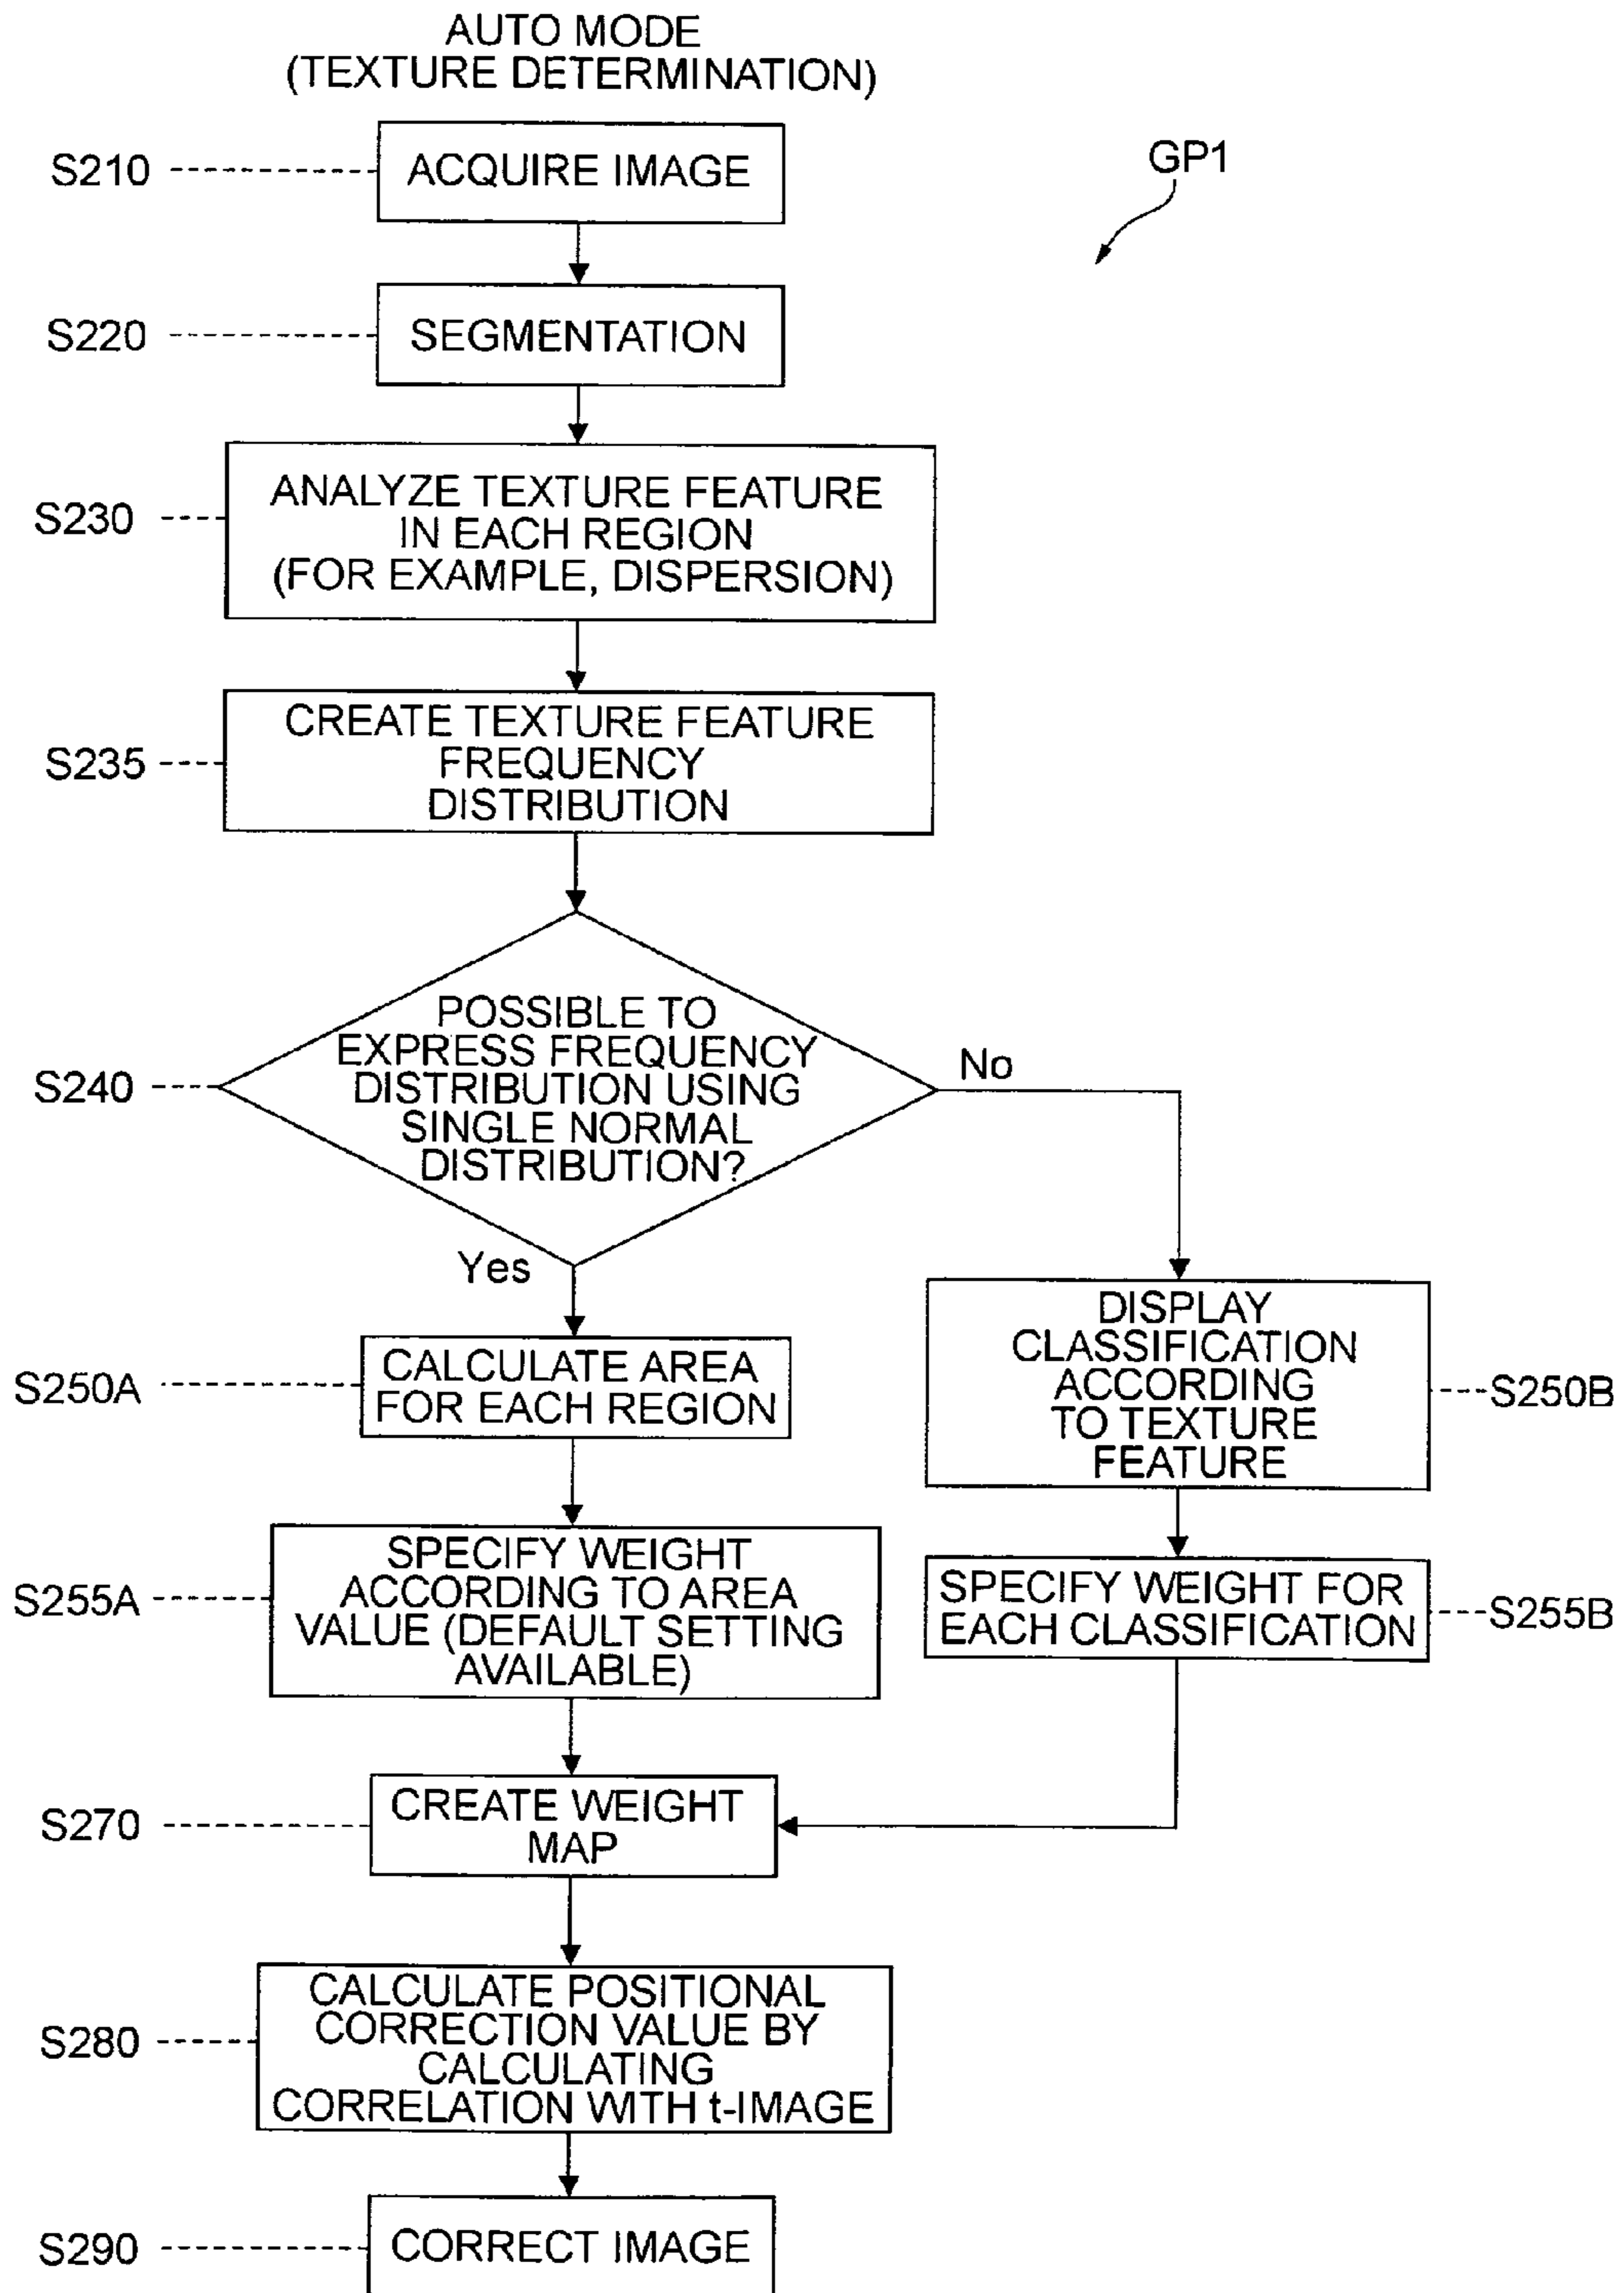 AUTO MODE
(TEXTURE DETERMINATION)
GP1
S210
ACQUIRE IMAGE
S220
SEGMENTATION
S230
ANALYZE TEXTURE FEATURE
IN EACH REGION
(FOR EXAMPLE, DISPERSION)
S235
CREATE TEXTURE FEATURE
FREQUENCY
DISTRIBUTION
S240
POSSIBLE TO
EXPRESS FREQUENCY
DISTRIBUTION USING
SINGLE NORMAL
DISTRIBUTION?
No
Yes
S250A
CALCULATE AREA
FOR EACH REGION
DISPLAY
CLASSIFICATION
ACCORDING
TO TEXTURE
FEATURE
S250B
S255A
SPECIFY WEIGHT
ACCORDING TO AREA
VALUE (DEFAULT SETTING
AVAILABLE)
SPECIFY WEIGHT FOR
EACH CLASSIFICATION
S255B
S270
CREATE WEIGHT
MAP
S280
CALCULATE POSITIONAL
CORRECTION VALUE BY
CALCULATING
CORRELATION WITH t-IMAGE
S290
CORRECT IMAGE